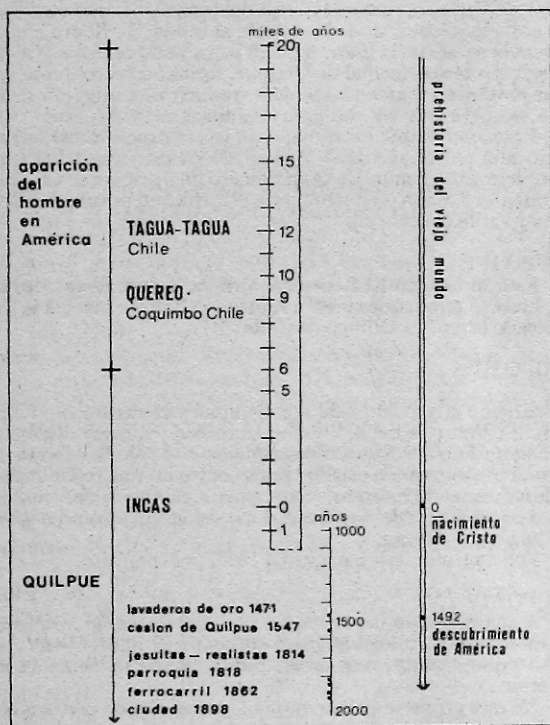 miles de años
20
15
12
10
9
6
5
0
aparición
del
hombre
en
América
TAGUA-TAGUA
Chile
QUEREO
Coquimbo Chile
INCAS
QUILPUE
lavaderos de oro 1471
cesion de Quilpue 1547
jesuitas – realistas 1814
parroquia 1818
ferrocarril 1862
ciudad 1898
años
1000
1500
2000
prehistoria del viejo mundo
0
nacimiento
de Cristo
1492
descubrimiento
de América